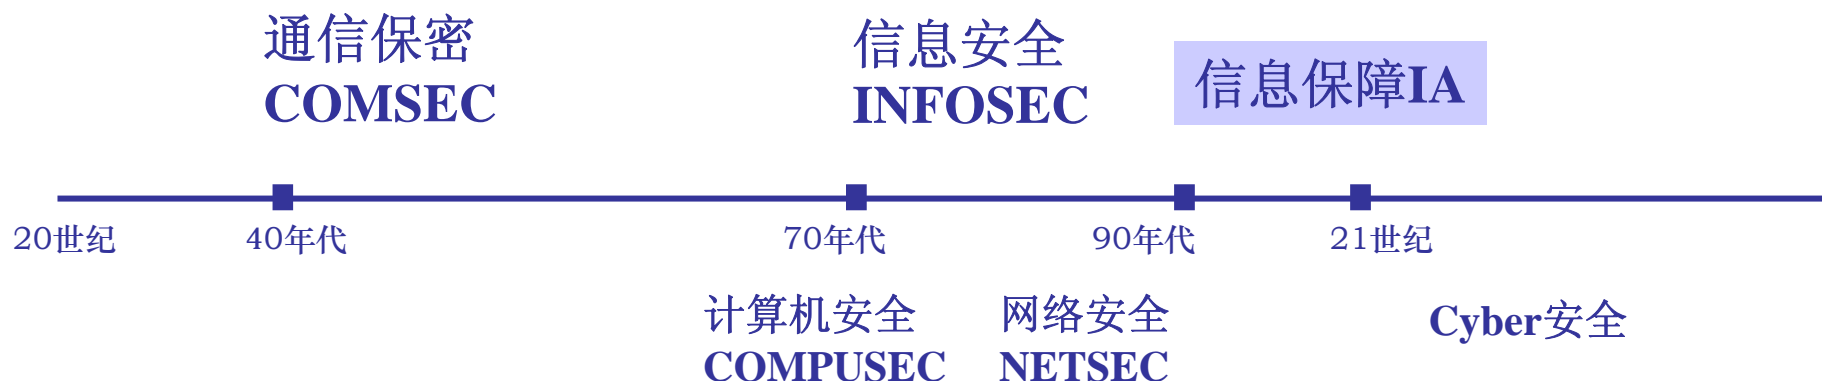 通信保密
COMSEC
信息安全
INFOSEC
信息保障IA
20世纪
40年代
70年代
90年代
21世纪
计算机安全
COMPUSEC
网络安全
NETSEC
Cyber安全